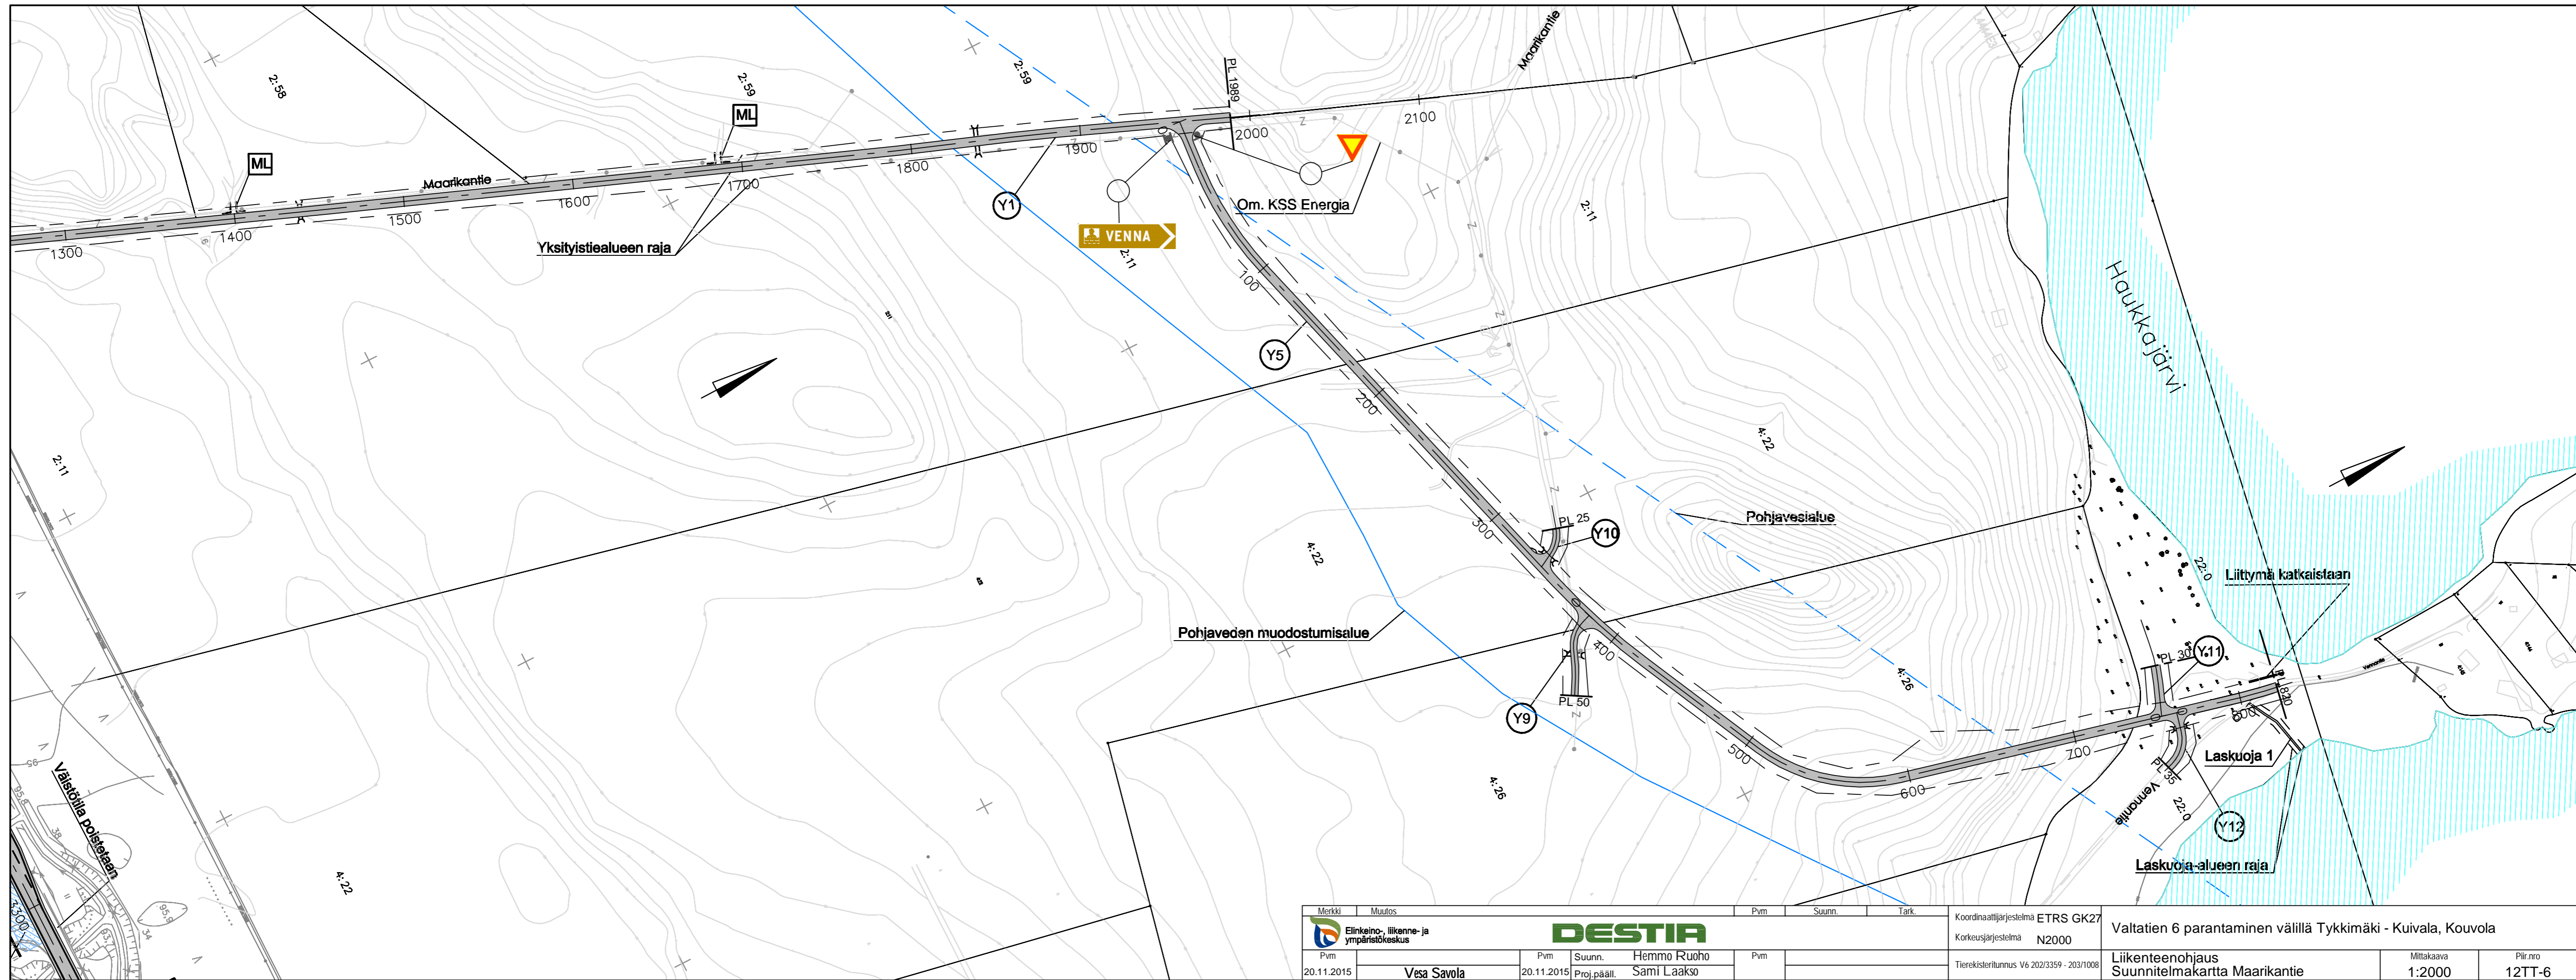 2:58
2:59
2:59
PL 1989
Maarikantie
ML
ML
Maarikantie
1300
1400
1500
1600
1700
1800
1900
2000
2100
Yksityistiealueen raja
Y1
VENNA
Om. KSS Energia
2:11
2:11
2:11
Haukkajärvi
100
Y5
200
300
4:22
4:22
4:22
PL 25
Y10
Pohjavesialue
Pohjaveden muodostumisalue
0
400
Y9
PL 50
500
600
700
800
4:26
4:26
22:0
22:0
Liittymä katkaistaan
PL 30
Y11
PL 820
Vennantie
Laskuoja 1
PL 35
Vennantie
Y12
Laskuoja-alueen raja
Väistötila poistetaan
3300
Merkki Muutos Pvm Suunn. Tark.
Elinkeino-, liikenne- ja
ympäristökeskus
DESTIA
Pvm
20.11.2015 Vesa Savola
Pvm
20.11.2015
Suunn. Hemmo Ruoho
Proj.pääll. Sami Laakso
Pvm
Koordinaattijärjestelmä ETRS GK27
Korkeusjärjestelmä N2000
Tierekisteritunnus V6 202/3359 - 203/1008
Valtatien 6 parantaminen välillä Tykkimäki - Kuivala, Kouvola
Liikenteenohjaus
Suunnitelmakartta Maarikantie
Mittakaava
1:2000
Piir.nro
12TT-6